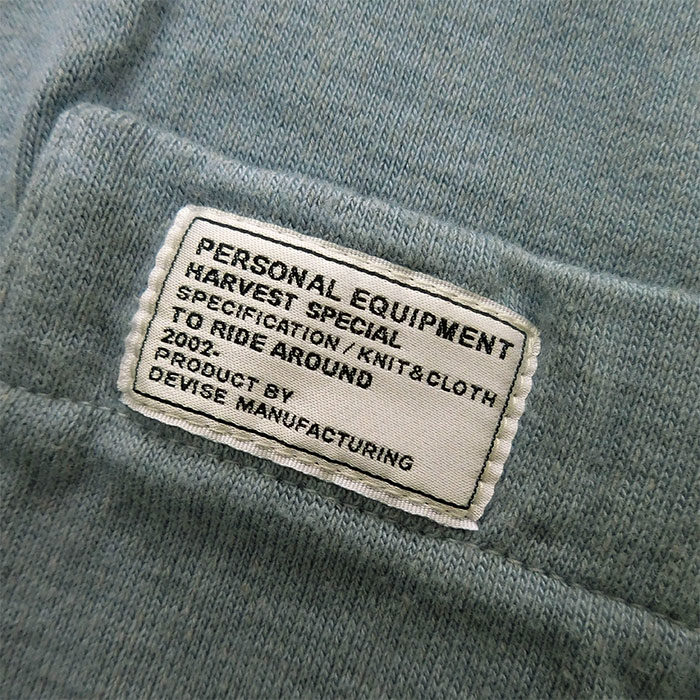 PERSONAL EQUIPMENT
HARVEST SPECIAL
SPECIFICATION / KNIT & CLOTH
TO RIDE AROUND
2002-
PRODUCT BY
DEVISE MANUFACTURING